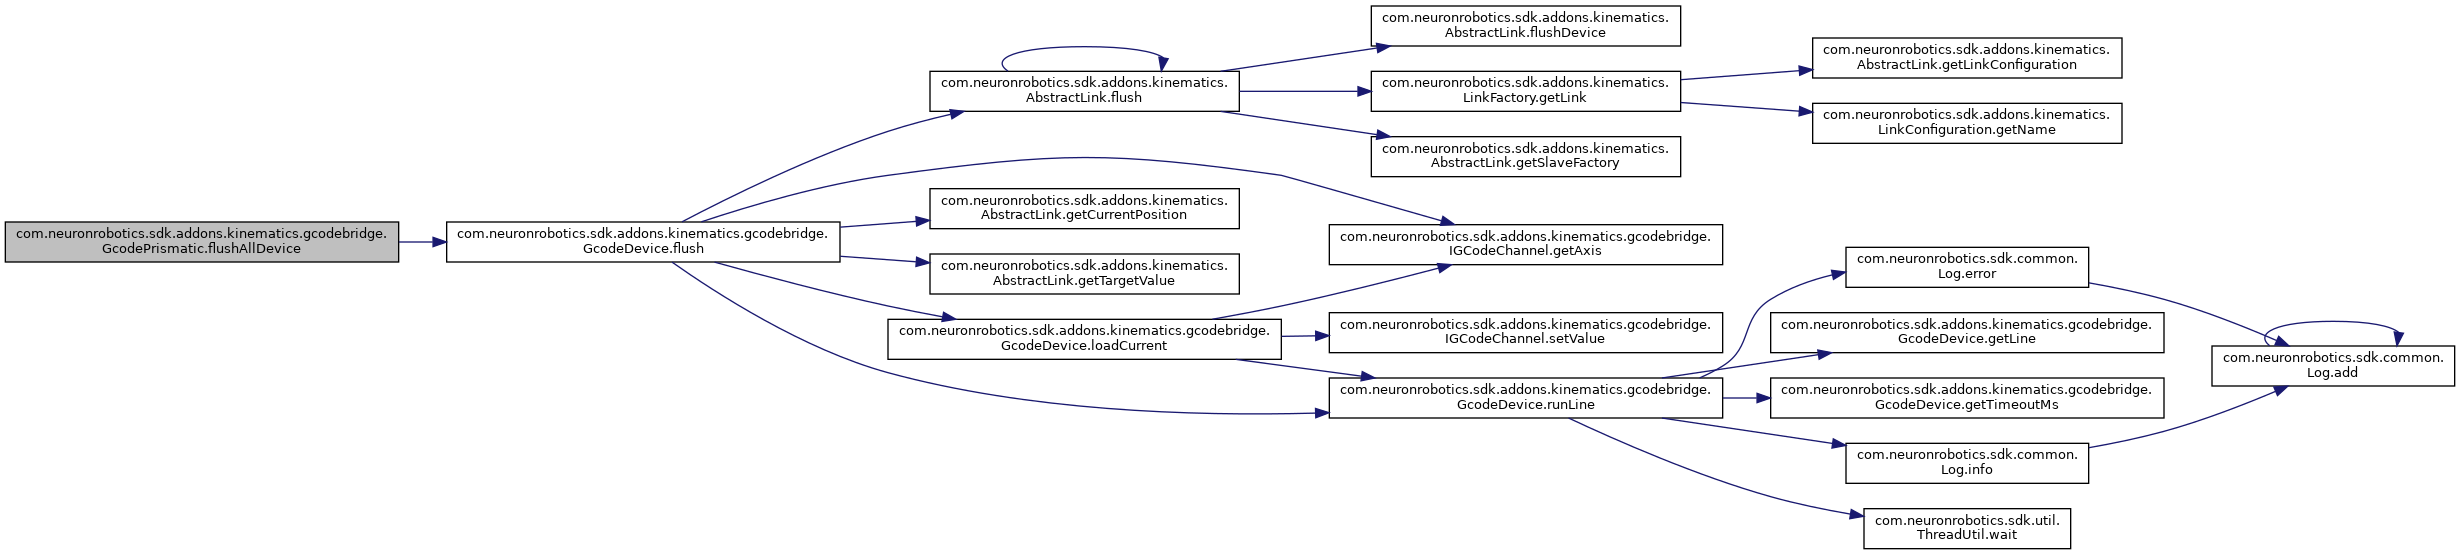 com.neuronrobotics.sdk.addons.kinematics.gcodebridge.
GcodePrismatic.flushAllDevice
com.neuronrobotics.sdk.addons.kinematics.gcodebridge.
GcodeDevice.flush
com.neuronrobotics.sdk.addons.kinematics.
AbstractLink.flush
com.neuronrobotics.sdk.addons.kinematics.
AbstractLink.getCurrentPosition
com.neuronrobotics.sdk.addons.kinematics.
AbstractLink.getTargetValue
com.neuronrobotics.sdk.addons.kinematics.gcodebridge.
GcodeDevice.loadCurrent
com.neuronrobotics.sdk.addons.kinematics.
AbstractLink.flushDevice
com.neuronrobotics.sdk.addons.kinematics.
LinkFactory.getLink
com.neuronrobotics.sdk.addons.kinematics.
AbstractLink.getSlaveFactory
com.neuronrobotics.sdk.addons.kinematics.gcodebridge.
IGCodeChannel.getAxis
com.neuronrobotics.sdk.addons.kinematics.gcodebridge.
IGCodeChannel.setValue
com.neuronrobotics.sdk.addons.kinematics.gcodebridge.
GcodeDevice.runLine
com.neuronrobotics.sdk.addons.kinematics.
AbstractLink.getLinkConfiguration
com.neuronrobotics.sdk.addons.kinematics.
LinkConfiguration.getName
com.neuronrobotics.sdk.common.
Log.error
com.neuronrobotics.sdk.addons.kinematics.gcodebridge.
GcodeDevice.getLine
com.neuronrobotics.sdk.addons.kinematics.gcodebridge.
GcodeDevice.getTimeoutMs
com.neuronrobotics.sdk.common.
Log.info
com.neuronrobotics.sdk.util.
ThreadUtil.wait
com.neuronrobotics.sdk.common.
Log.add